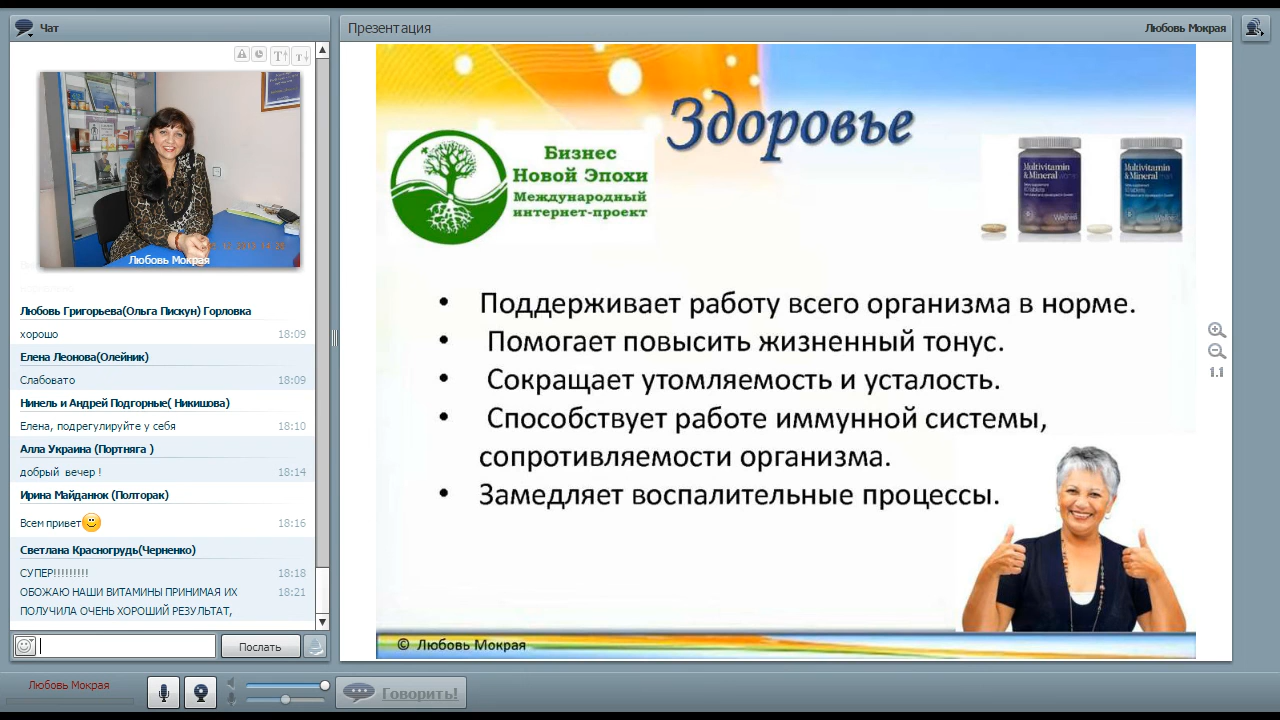 Чат
Любовь Мокрая
Любовь Григорьева(Ольга Пискун) Горловка
хорошо 18:09
Елена Леонова(Олейник)
Слабовато 18:09
Нинель и Андрей Подгорные( Никишова)
Елена, подрегулируйте у себя 18:10
Алла Украина (Портняга )
добрый вечер ! 18:14
Ирина Майданюк (Полторак)
Всем привет 18:16
Светлана Красногрудь(Черненко)
СУПЕР!!!!!!!!! 18:18
ОБОЖАЮ НАШИ ВИТАМИНЫ ПРИНИМАЯ ИХ 18:21
ПОЛУЧИЛА ОЧЕНЬ ХОРОШИЙ РЕЗУЛЬТАТ,
Послать
Презентация Любовь Мокрая
Здоровье
Бизнес
Новой Эпохи
Международный
интернет-проект
Multivitamin
& Mineral
Multivitamin
& Mineral
• Поддерживает работу всего организма в норме.
• Помогает повысить жизненный тонус.
• Сокращает утомляемость и усталость.
• Способствует работе иммунной системы,
сопротивляемости организма.
• Замедляет воспалительные процессы.
© Любовь Мокрая
1.1
Любовь Мокрая
Говорить!